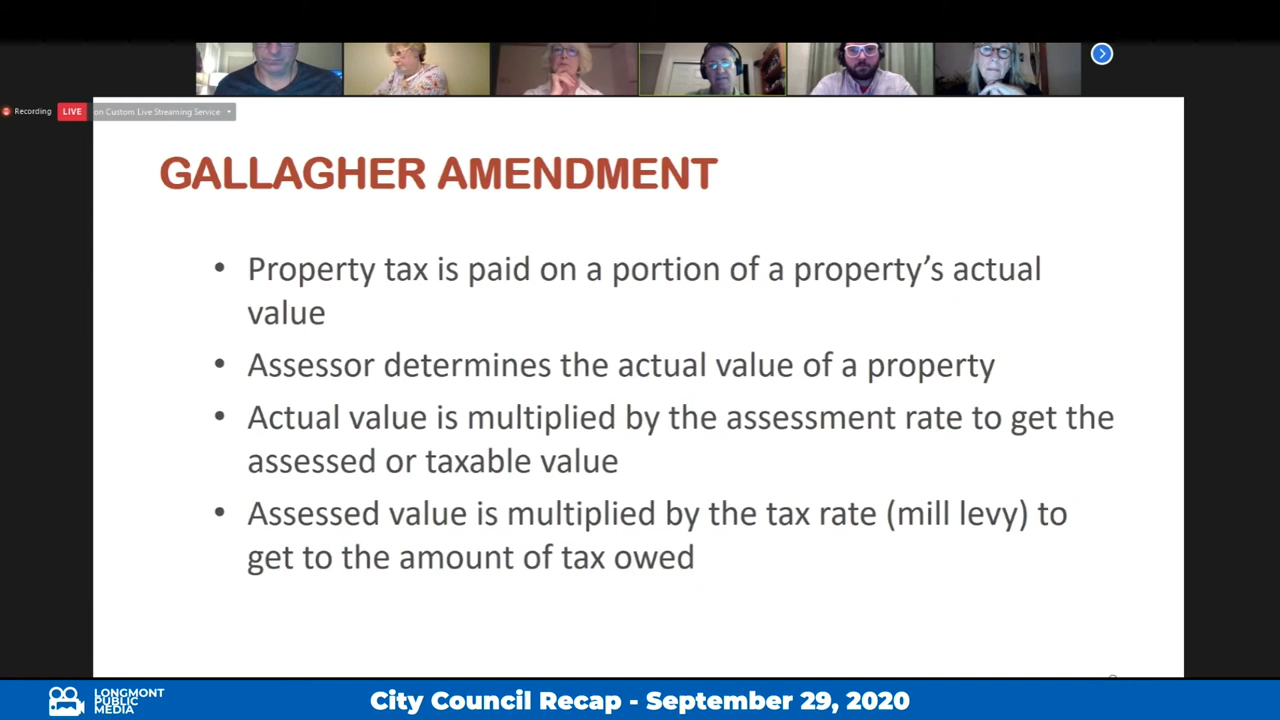 Recording
LIVE
on Custom Live Streaming Service
GALLAGHER AMENDMENT
• Property tax is paid on a portion of a property’s actual
value
• Assessor determines the actual value of a property
• Actual value is multiplied by the assessment rate to get the
assessed or taxable value
• Assessed value is multiplied by the tax rate (mill levy) to
get to the amount of tax owed
LONGMONT
PUBLIC
MEDIA
City Council Recap - September 29, 2020